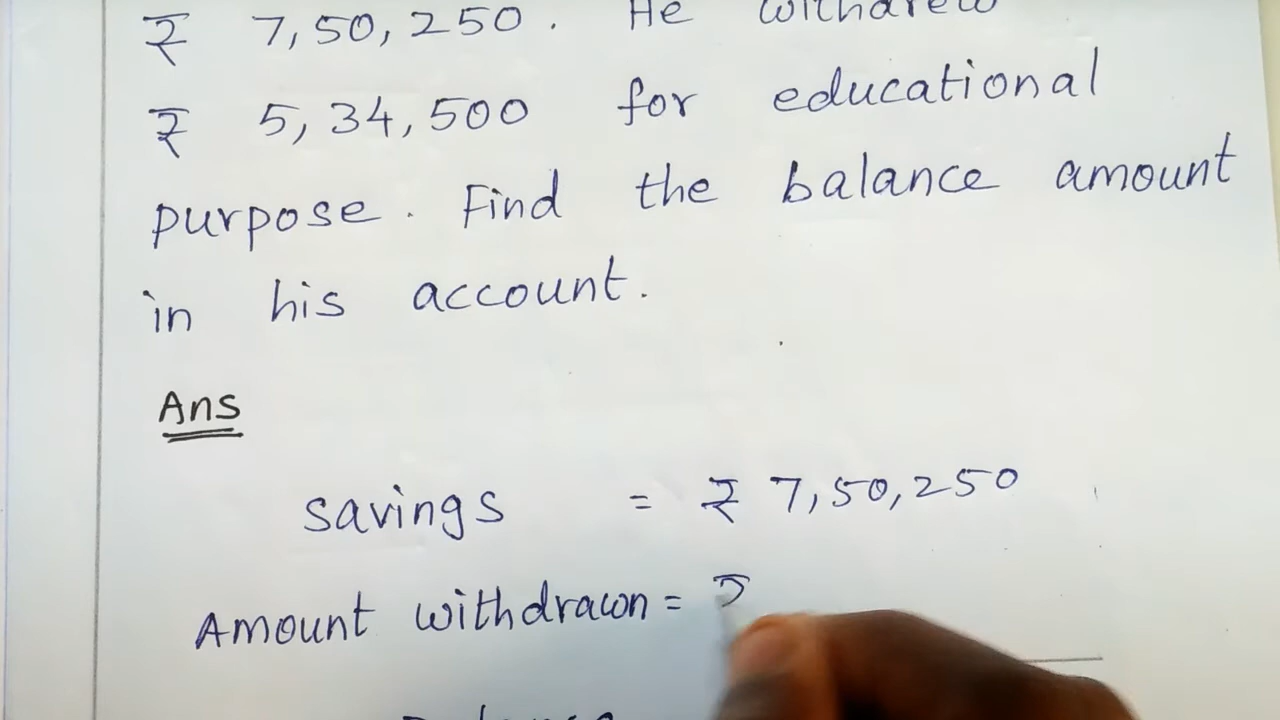 ₹ 7,50,250. He withdrew
₹ 5,34,500 for educational
purpose. Find the balance amount
in his account.
Ans
savings = ₹ 7,50,250
Amount withdrawn = ₹